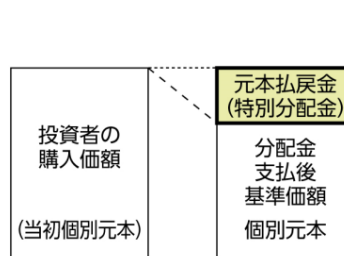 投資者の
購入価額
(当初個別元本)
元本払戻金
(特別分配金)
分配金
支払後
基準価額
個別元本